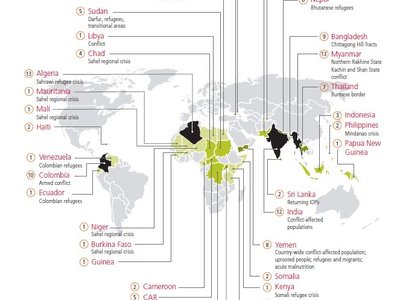 8 Nepal
Bhutanese refugees
5 Sudan
Darfur, refugees,
transitional areas
1 Libya
Conflict
4 Chad
Sahel regional crisis
9 Bangladesh
Chittagong Hill Tracts
13 Myanmar
Northern Rakhine State
Kachin and Shan State
conflict
7 Thailand
Burmese border
13 Algeria
Sahrawi refugee crisis
1 Mauritania
Sahel regional crisis
1 Mali
Sahel regional crisis
2 Haiti
3 Indonesia
2 Philippines
Mindanao crisis
1 Papua New
Guinea
1 Venezuela
Colombian refugees
10 Colombia
Armed conflict
1 Ecuador
Colombian refugees
2 Sri Lanka
Returning IDPs
12 India
Conflict-affected
populations
1 Niger
Sahel regional crisis
1 Burkina Faso
Sahel regional crisis
1 Guinea
8 Yemen
Country-wide conflict-affected population;
uprooted people; refugees and migrants;
acute malnutrition
2 Somalia
1 Kenya
Somali refugee crisis
2 Cameroon
5 CAR